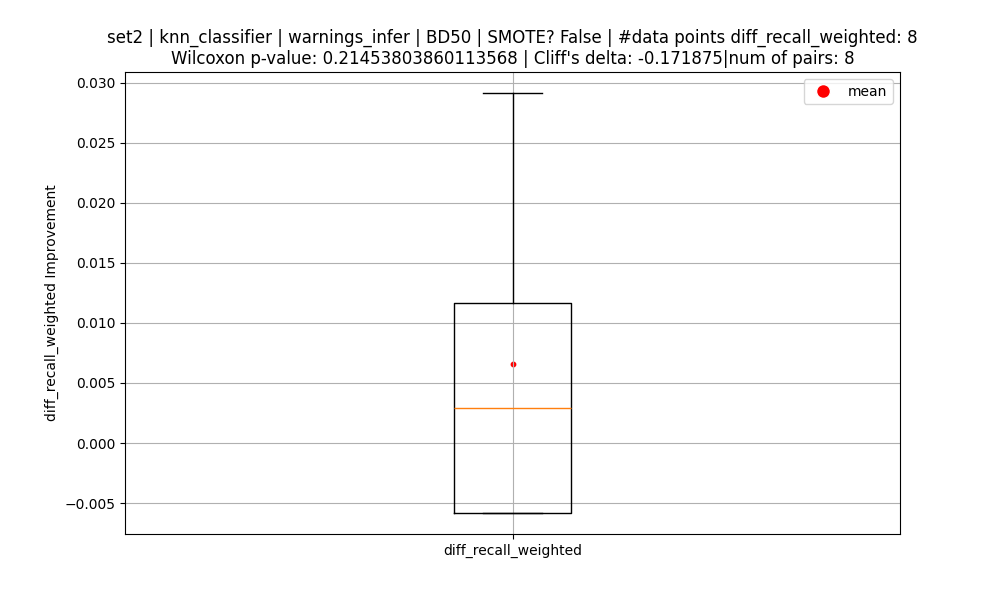 set2 | knn_classifier | warnings_infer | BD50 | SMOTE? False | #data points diff_recall_weighted: 8
Wilcoxon p-value: 0.21453803860113568 | Cliff's delta: -0.171875|num of pairs: 8
mean
0.030
0.025
0.020
0.015
0.010
0.005
0.000
−0.005
diff_recall_weighted Improvement
diff_recall_weighted